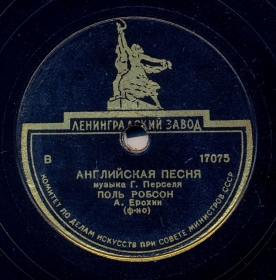 ЛЕНИНГРАДСКИЙ ЗАВОД
В 17075
АНГЛИЙСКАЯ ПЕСНЯ
музыка Г. Перселя
ПОЛЬ РОБСОН
А. Ерохин
(ф-но)
КОМИТЕТ ПО ДЕЛАМ ИСКУССТВ ПРИ СОВЕТЕ МИНИСТРОВ СССР